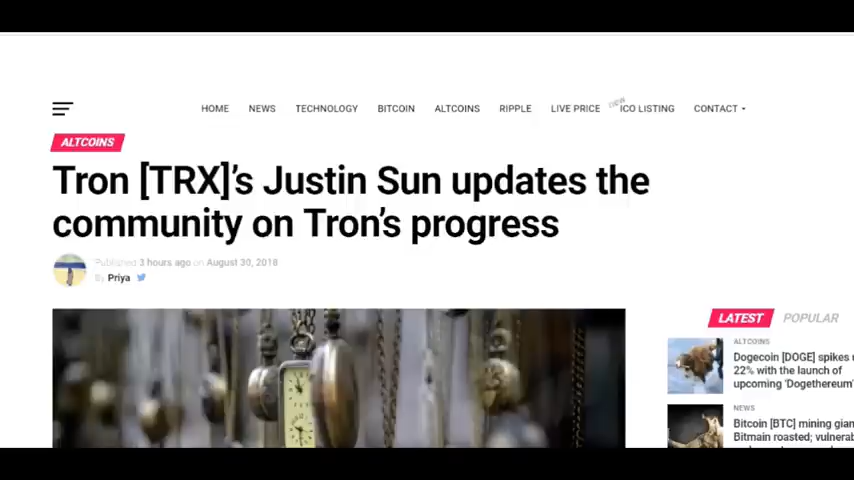 HOME NEWS TECHNOLOGY BITCOIN ALTCOINS RIPPLE LIVE PRICE new ICO LISTING CONTACT
ALTCOINS
Tron [TRX]'s Justin Sun updates the
community on Tron's progress
Published 3 hours ago on August 30, 2018
By Priya
LATEST POPULAR
ALTCOINS
Dogecoin [DOGE] spikes
22% with the launch of
upcoming 'Dogethereum'
NEWS
Bitcoin [BTC] mining
Bitmain roasted;